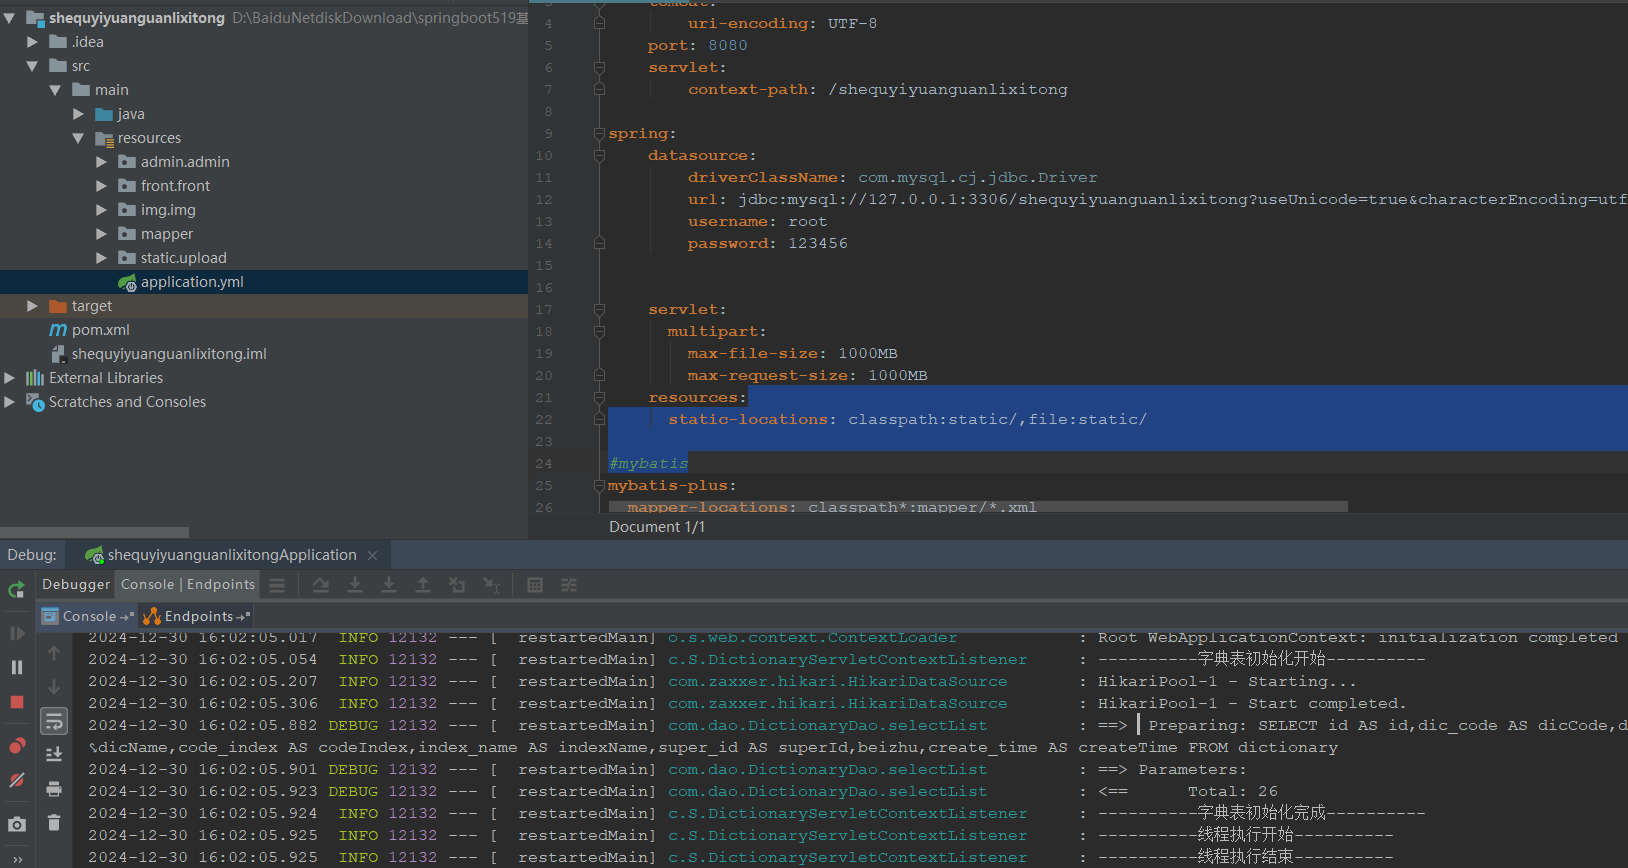 shequyiyuanguanlixitong D:\BaiduNetdiskDownload\springboot519基
.idea
src
main
java
resources
admin.admin
front.front
img.img
mapper
static.upload
application.yml
target
pom.xml
shequyiyuanguanlixitong.iml
External Libraries
Scratches and Consoles
4 uri-encoding: UTF-8
5 port: 8080
6 servlet:
7 context-path: /shequyiyuanguanlixitong
8
9 spring:
10 datasource:
11 driverClassName: com.mysql.cj.jdbc.Driver
12 url: jdbc:mysql://127.0.0.1:3306/shequyiyuanguanlixitong?useUnicode=true&characterEncoding=utf
13 username: root
14 password: 123456
15
16
17 servlet:
18 multipart:
19 max-file-size: 1000MB
20 max-request-size: 1000MB
21 resources:
22 static-locations: classpath:static/,file:static/
23
24 #mybatis
25 mybatis-plus:
26 mapper-locations: classpath*:mapper/*.xml
Document 1/1
Debug: shequyiyuanguanlixitongApplication
Debugger Console | Endpoints
Console Endpoints
2024-12-30 16:02:05.017 INFO 12132 --- [ restartedMain] o.s.web.context.ContextLoader : Root WebApplicationContext: initialization completed
2024-12-30 16:02:05.054 INFO 12132 --- [ restartedMain] c.S.DictionaryServletContextListener : ----------字典表初始化开始----------
2024-12-30 16:02:05.207 INFO 12132 --- [ restartedMain] com.zaxxer.hikari.HikariDataSource : HikariPool-1 - Starting...
2024-12-30 16:02:05.306 INFO 12132 --- [ restartedMain] com.zaxxer.hikari.HikariDataSource : HikariPool-1 - Start completed.
2024-12-30 16:02:05.882 DEBUG 12132 --- [ restartedMain] com.dao.DictionaryDao.selectList : ==> Preparing: SELECT id AS id,dic_code AS dicCode,d
%dicName,code_index AS codeIndex,index_name AS indexName,super_id AS superId,beizhu,create_time AS createTime FROM dictionary
2024-12-30 16:02:05.901 DEBUG 12132 --- [ restartedMain] com.dao.DictionaryDao.selectList : ==> Parameters:
2024-12-30 16:02:05.923 DEBUG 12132 --- [ restartedMain] com.dao.DictionaryDao.selectList : <== Total: 26
2024-12-30 16:02:05.924 INFO 12132 --- [ restartedMain] c.S.DictionaryServletContextListener : ----------字典表初始化完成----------
2024-12-30 16:02:05.925 INFO 12132 --- [ restartedMain] c.S.DictionaryServletContextListener : ----------线程执行开始----------
2024-12-30 16:02:05.925 INFO 12132 --- [ restartedMain] c.S.DictionaryServletContextListener : ----------线程执行结束----------